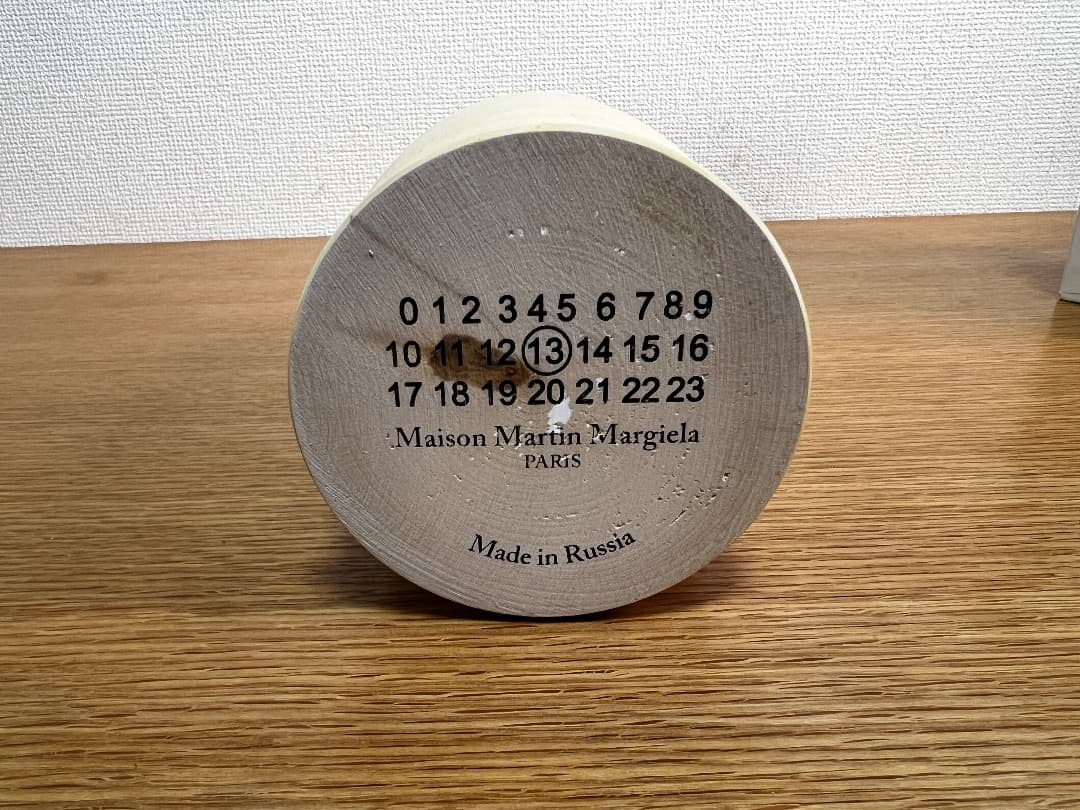 0 1 2 3 4 5 6 7 8 9
10 11 12 13 14 15 16
17 18 19 20 21 22 23
Maison Martin Margiela
PARIS
Made in Russia